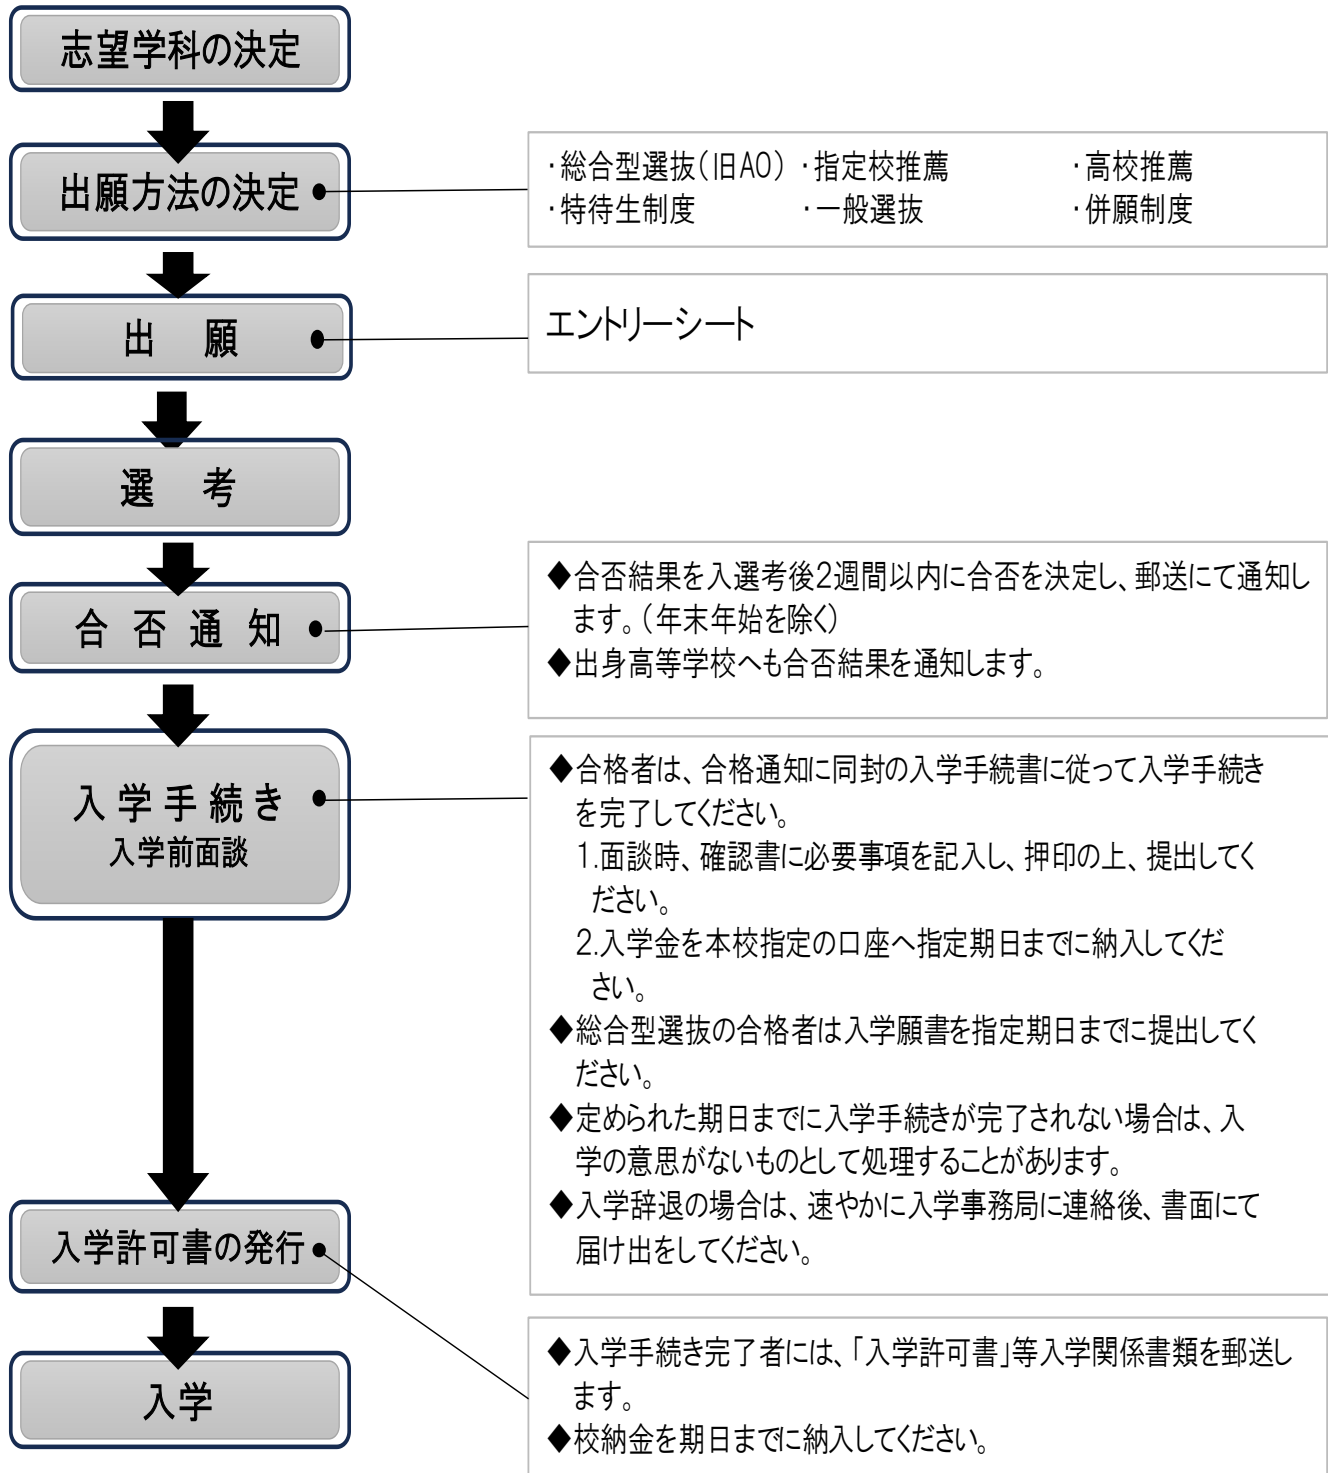 志望学科の決定
出願方法の決定
・総合型選抜(旧AO) ・指定校推薦 ・高校推薦
・特待生制度 ・一般選抜 ・併願制度
出 願
エントリーシート
選 考
合 否 通 知
◆合否結果を入選考後2週間以内に合否を決定し、郵送にて通知し
ます。(年末年始を除く)
◆出身高等学校へも合否結果を通知します。
入 学 手 続 き
入学前面談
◆合格者は、合格通知に同封の入学手続書に従って入学手続き
を完了してください。
1.面談時、確認書に必要事項を記入し、押印の上、提出してく
ださい。
2.入学金を本校指定の口座へ指定期日までに納入してくだ
さい。
◆総合型選抜の合格者は入学願書を指定期日までに提出してく
ださい。
◆定められた期日までに入学手続きが完了されない場合は、入
学の意思がないものとして処理することがあります。
◆入学辞退の場合は、速やかに入学事務局に連絡後、書面にて
届け出をしてください。
入学許可書の発行
◆入学手続き完了者には、「入学許可書」等入学関係書類を郵送し
ます。
◆校納金を期日までに納入してください。
入学